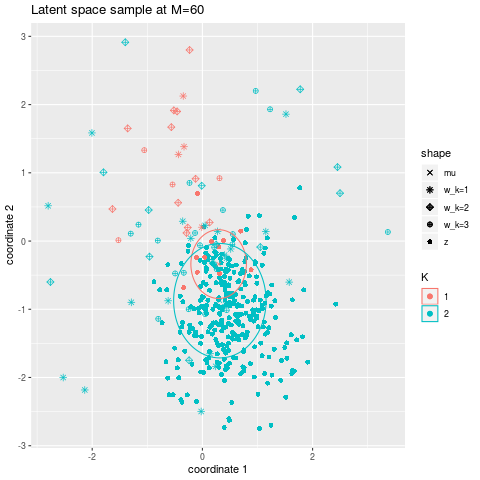 Latent space sample at M=60
3
2
1
0
-1
-2
-3
coordinate 2
-2
0
2
coordinate 1
shape
mu
w_k=1
w_k=2
w_k=3
z
K
1
2